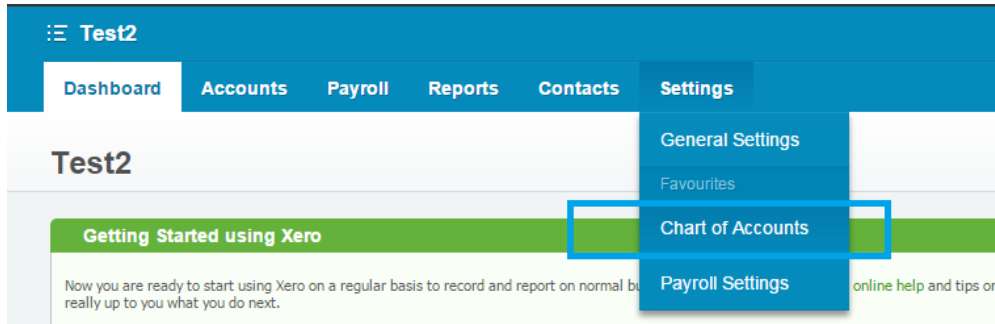 Test2
Dashboard Accounts Payroll Reports Contacts Settings
General Settings
Test2
Favourites
Chart of Accounts
Getting Started using Xero
Payroll Settings
Now you are ready to start using Xero on a regular basis to record and report on normal online help and tips
really up to you what you do next.